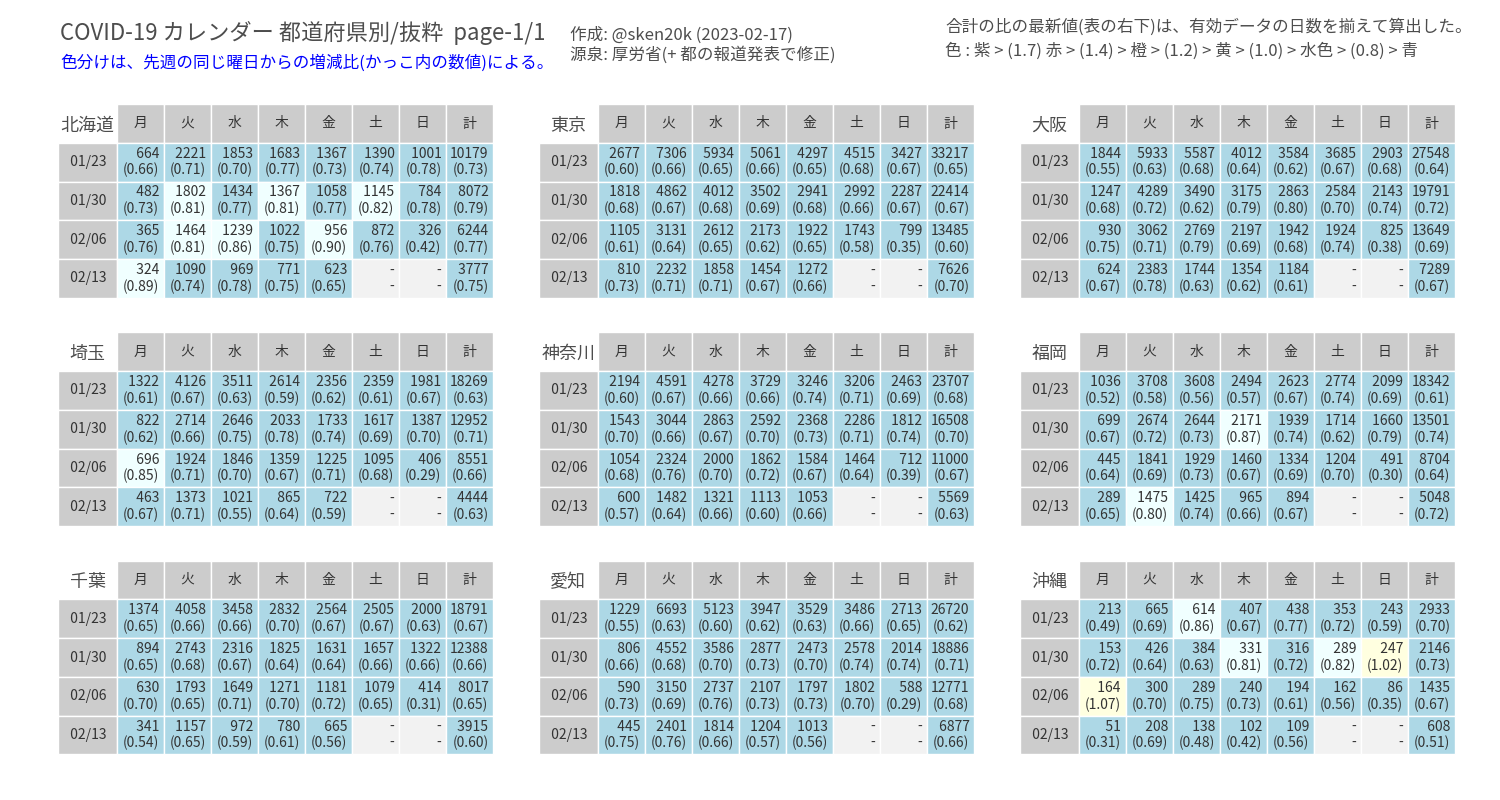 COVID-19 カレンダー 都道府県別/抜粋 page-1/1
色分けは、先週の同じ曜日からの増減比(かっこ内の数値)による。
作成: @sken20k (2023-02-17)
源泉: 厚労省(+ 都の報道発表で修正)
合計の比の最新値(表の右下)は、有効データの日数を揃えて算出した。
色 : 紫 > (1.7) 赤 > (1.4) 橙 > (1.2) > 黄 > (1.0) > 水色 > (0.8) > 青
北海道 月 火 水 木 金 土 日 計
01/23 664 2221 1853 1683 1367 1390 1001 10179
(0.66) (0.71) (0.70) (0.77) (0.73) (0.74) (0.78) (0.73)
01/30 482 1802 1434 1367 1058 1145 784 8072
(0.73) (0.81) (0.77) (0.81) (0.77) (0.82) (0.78) (0.79)
02/06 365 1464 1239 1022 956 872 326 6244
(0.76) (0.81) (0.86) (0.75) (0.90) (0.76) (0.42) (0.77)
02/13 324 1090 969 771 623 - - 3777
(0.89) (0.74) (0.78) (0.75) (0.65) - - (0.75)
東京 月 火 水 木 金 土 日 計
01/23 2677 7306 5934 5061 4297 4515 3427 33217
(0.60) (0.66) (0.65) (0.66) (0.65) (0.68) (0.67) (0.65)
01/30 1818 4862 4012 3502 2941 2992 2287 22414
(0.68) (0.67) (0.68) (0.69) (0.68) (0.66) (0.67) (0.67)
02/06 1105 3131 2612 2173 1922 1743 799 13485
(0.61) (0.64) (0.65) (0.62) (0.65) (0.58) (0.35) (0.60)
02/13 810 2232 1858 1454 1272 - - 7626
(0.73) (0.71) (0.71) (0.67) (0.66) - - (0.70)
大阪 月 火 水 木 金 土 日 計
01/23 1844 5933 5587 4012 3584 3685 2903 27548
(0.55) (0.63) (0.68) (0.64) (0.62) (0.67) (0.68) (0.64)
01/30 1247 4289 3490 3175 2863 2584 2143 19791
(0.68) (0.72) (0.62) (0.79) (0.80) (0.70) (0.74) (0.72)
02/06 930 3062 2769 2197 1942 1924 825 13649
(0.75) (0.71) (0.79) (0.69) (0.68) (0.74) (0.38) (0.69)
02/13 624 2383 1744 1354 1184 - - 7289
(0.67) (0.78) (0.63) (0.62) (0.61) - - (0.67)
埼玉 月 火 水 木 金 土 日 計
01/23 1322 4126 3511 2614 2356 2359 1981 18269
(0.61) (0.67) (0.63) (0.59) (0.62) (0.61) (0.67) (0.63)
01/30 822 2714 2646 2033 1733 1617 1387 12952
(0.62) (0.66) (0.75) (0.78) (0.74) (0.69) (0.70) (0.71)
02/06 696 1924 1846 1359 1225 1095 406 8551
(0.85) (0.71) (0.70) (0.67) (0.71) (0.68) (0.29) (0.66)
02/13 463 1373 1021 865 722 - - 4444
(0.67) (0.71) (0.55) (0.64) (0.59) - - (0.63)
神奈川 月 火 水 木 金 土 日 計
01/23 2194 4591 4278 3729 3246 3206 2463 23707
(0.60) (0.67) (0.66) (0.66) (0.74) (0.71) (0.69) (0.68)
01/30 1543 3044 2863 2592 2368 2286 1812 16508
(0.70) (0.66) (0.67) (0.70) (0.73) (0.71) (0.74) (0.70)
02/06 1054 2324 2000 1862 1584 1464 712 11000
(0.68) (0.76) (0.70) (0.72) (0.67) (0.64) (0.39) (0.67)
02/13 600 1482 1321 1113 1053 - - 5569
(0.57) (0.64) (0.66) (0.60) (0.66) - - (0.63)
福岡 月 火 水 木 金 土 日 計
01/23 1036 3708 3608 2494 2623 2774 2099 18342
(0.52) (0.58) (0.56) (0.57) (0.67) (0.74) (0.69) (0.61)
01/30 699 2674 2644 2171 1939 1714 1660 13501
(0.67) (0.72) (0.73) (0.87) (0.74) (0.62) (0.79) (0.74)
02/06 445 1841 1929 1460 1334 1204 491 8704
(0.64) (0.69) (0.73) (0.67) (0.69) (0.70) (0.30) (0.64)
02/13 289 1475 1425 965 894 - - 5048
(0.65) (0.80) (0.74) (0.66) (0.67) - - (0.72)
千葉 月 火 水 木 金 土 日 計
01/23 1374 4058 3458 2832 2564 2505 2000 18791
(0.65) (0.66) (0.66) (0.70) (0.67) (0.67) (0.63) (0.67)
01/30 894 2743 2316 1825 1631 1657 1322 12388
(0.65) (0.68) (0.67) (0.64) (0.64) (0.66) (0.66) (0.66)
02/06 630 1793 1649 1271 1181 1079 414 8017
(0.70) (0.65) (0.71) (0.70) (0.72) (0.65) (0.31) (0.65)
02/13 341 1157 972 780 665 - - 3915
(0.54) (0.65) (0.59) (0.61) (0.56) - - (0.60)
愛知 月 火 水 木 金 土 日 計
01/23 1229 6693 5123 3947 3529 3486 2713 26720
(0.55) (0.63) (0.60) (0.62) (0.63) (0.66) (0.65) (0.62)
01/30 806 4552 3586 2877 2473 2578 2014 18886
(0.66) (0.68) (0.70) (0.73) (0.70) (0.74) (0.74) (0.71)
02/06 590 3150 2737 2107 1797 1802 588 12771
(0.73) (0.69) (0.76) (0.73) (0.73) (0.70) (0.29) (0.68)
02/13 445 2401 1814 1204 1013 - - 6877
(0.75) (0.76) (0.66) (0.57) (0.56) - - (0.66)
沖縄 月 火 水 木 金 土 日 計
01/23 213 665 614 407 438 353 243 2933
(0.49) (0.69) (0.86) (0.67) (0.77) (0.72) (0.59) (0.70)
01/30 153 426 384 331 316 289 247 2146
(0.72) (0.64) (0.63) (0.81) (0.72) (0.82) (1.02) (0.73)
02/06 164 300 289 240 194 162 86 1435
(1.07) (0.70) (0.75) (0.73) (0.61) (0.56) (0.35) (0.67)
02/13 51 208 138 102 109 - - 608
(0.31) (0.69) (0.48) (0.42) (0.56) - - (0.51)